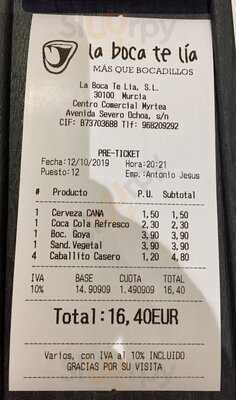 la boca te lía
MÁS QUE BOCADILLOS
La Boca Te Lia, S.L.
30100 Murcia
Centro Comercial Myrtea
Avenida Severo Ochoa, s/n
CIF: B73703688 Tlf: 968209292
PRE-TICKET
Fecha:12/10/2019 Hora:20:21
Puesto:12 Emp.:Antonio Jesus
# Producto P.U. Subtotal
1 Cerveza CANA 1,50 1,50
1 Coca Cola Refresco 2,30 2,30
1 Boc. Goya 3,90 3,90
1 Sand. Vegetal 3,90 3,90
4 Caballito Casero 1,20 4,80
IVA BASE CUOTA TOTAL
10% 14.90909 1.490909 16,40
Total:16,40EUR
Varios, con IVA al 10% INCLUIDO
GRACIAS POR SU VISITA